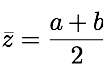 z̄ = (a + b) / 2